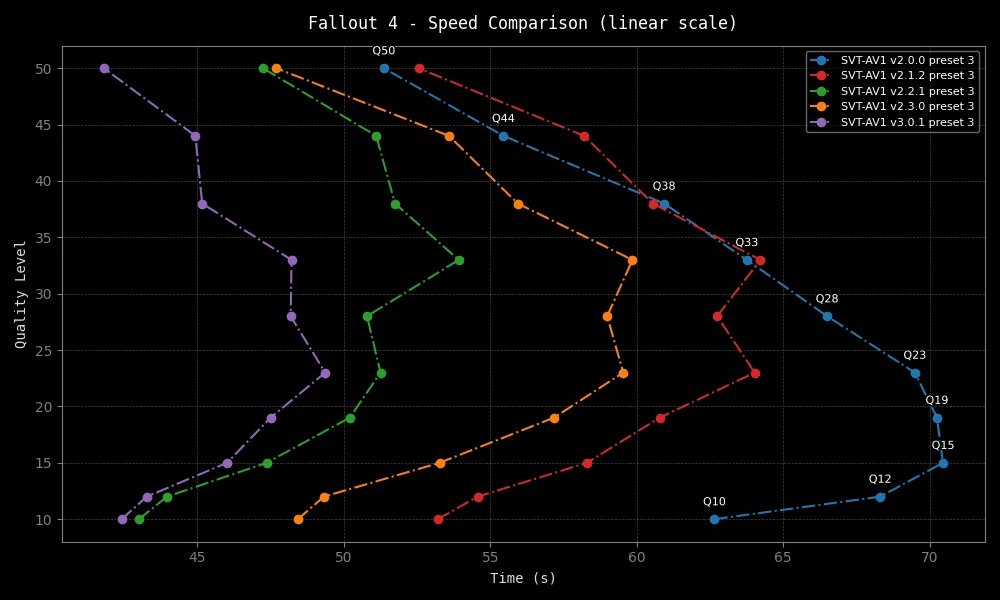 Fallout 4 - Speed Comparison (linear scale)
SVT-AV1 v2.0.0 preset 3
SVT-AV1 v2.1.2 preset 3
SVT-AV1 v2.2.1 preset 3
SVT-AV1 v2.3.0 preset 3
SVT-AV1 v3.0.1 preset 3
Q50
Q44
Q38
Q33
Q28
Q23
Q19
Q15
Q12
Q10
Quality Level
50
45
40
35
30
25
20
15
10
45 50 55 60 65 70
Time (s)